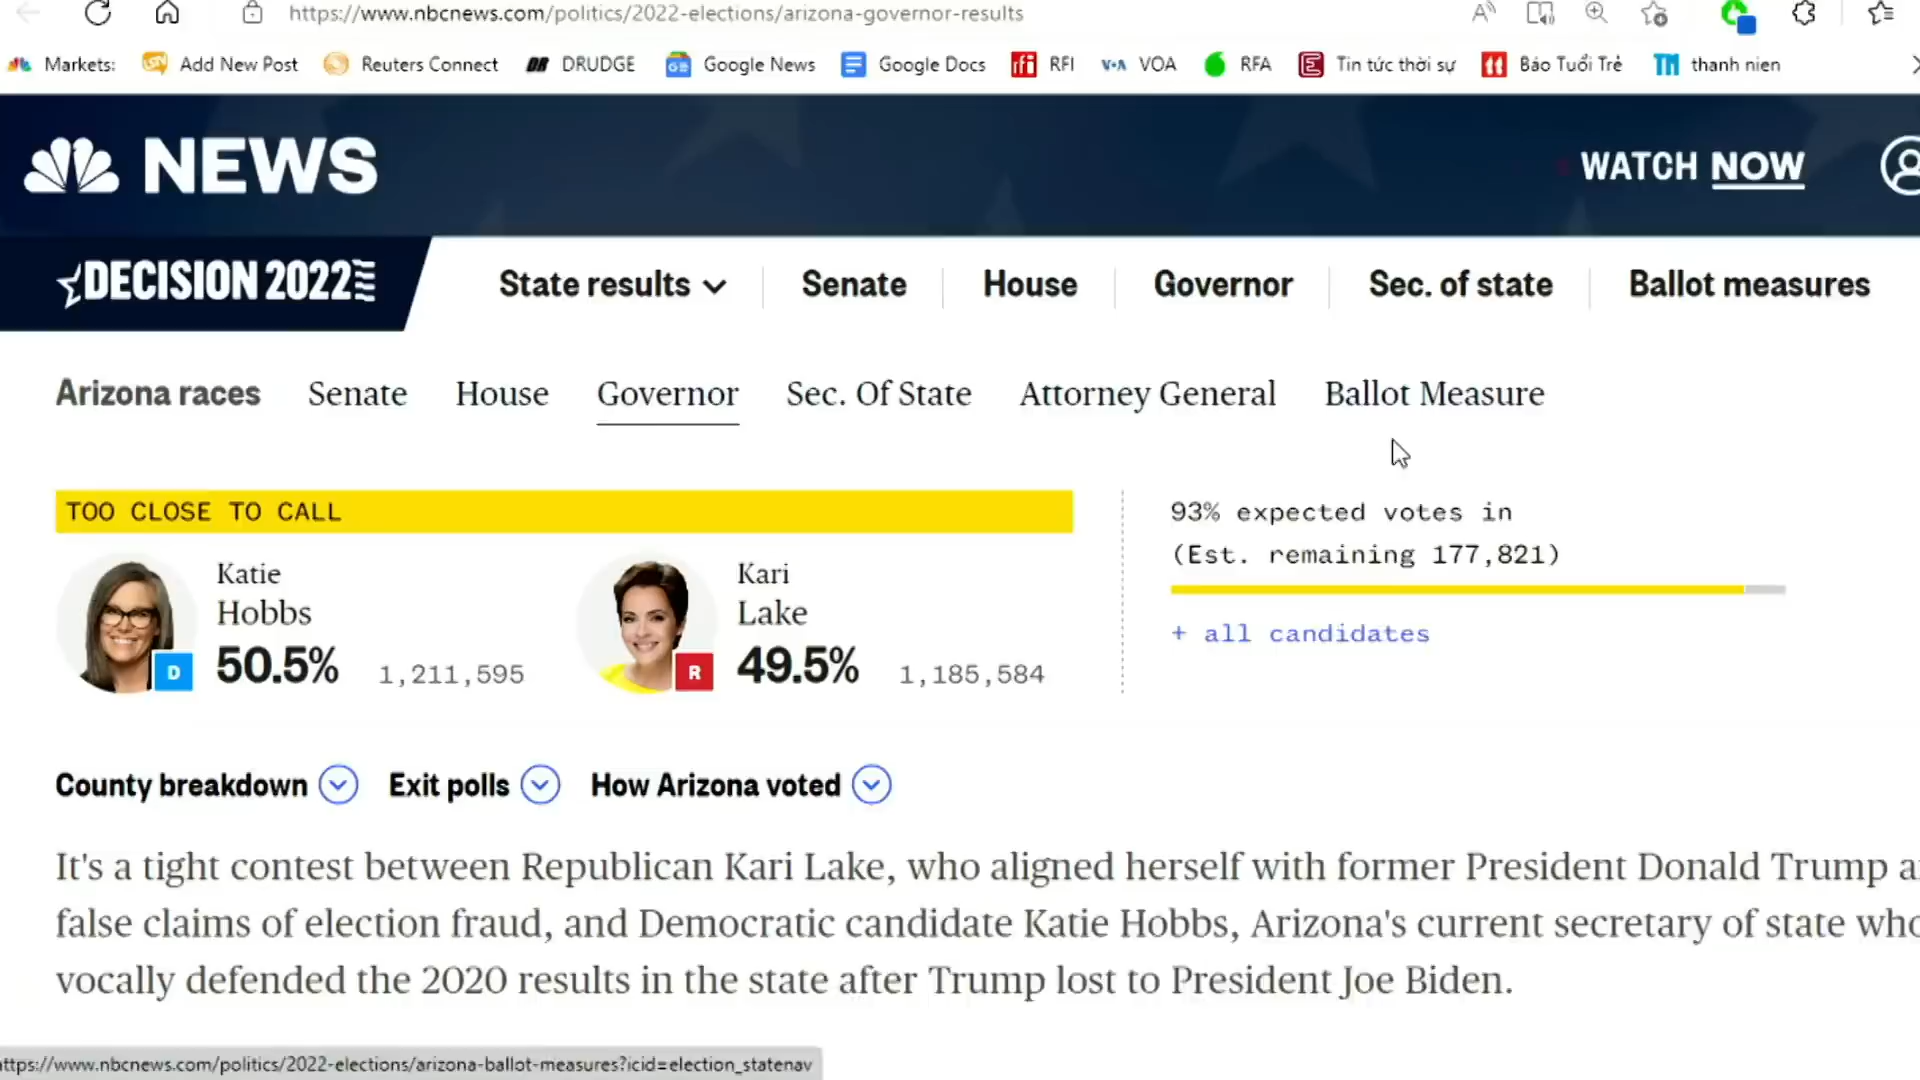 https://www.nbcnews.com/politics/2022-elections/arizona-governor-results
Markets: Add New Post Reuters Connect DRUDGE Google News Google Docs RFI VOA RFA Tin tức thời sự Báo Tuổi Trẻ thanh nien
NEWS
WATCH NOW
DECISION 2022
State results Senate House Governor Sec. of state Ballot measures
Arizona races Senate House Governor Sec. Of State Attorney General Ballot Measure
TOO CLOSE TO CALL
Katie
Hobbs
D
50.5% 1,211,595
Kari
Lake
R
49.5% 1,185,584
93% expected votes in
(Est. remaining 177,821)
+ all candidates
County breakdown Exit polls How Arizona voted
It's a tight contest between Republican Kari Lake, who aligned herself with former President Donald Trump a
false claims of election fraud, and Democratic candidate Katie Hobbs, Arizona's current secretary of state who
vocally defended the 2020 results in the state after Trump lost to President Joe Biden.
ttps://www.nbcnews.com/politics/2022-elections/arizona-ballot-measures?icid=election_statenav